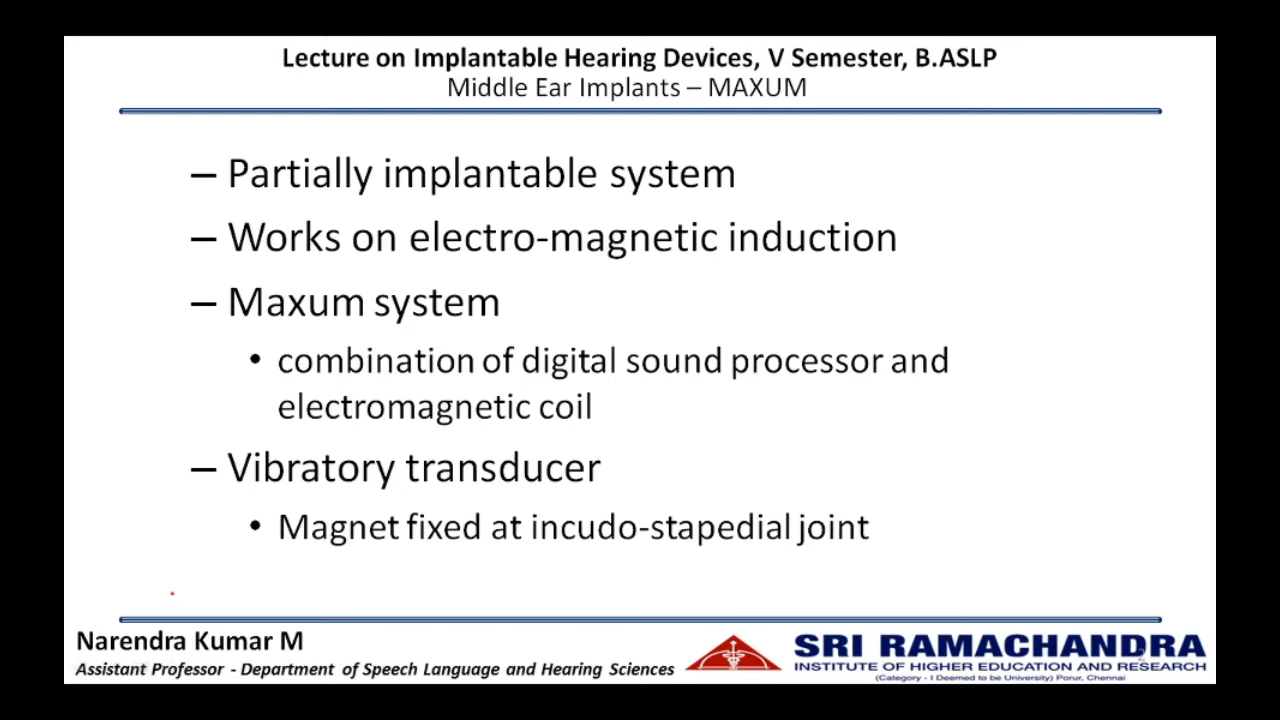 Lecture on Implantable Hearing Devices, V Semester, B.ASLP
Middle Ear Implants – MAXUM
– Partially implantable system
– Works on electro-magnetic induction
– Maxum system
• combination of digital sound processor and
electromagnetic coil
– Vibratory transducer
• Magnet fixed at incudo-stapedial joint
Narendra Kumar M
Assistant Professor - Department of Speech Language and Hearing Sciences
SRI RAMACHANDRA
2
INSTITUTE OF HIGHER EDUCATION AND RESEARCH
(Category - I Deemed to be University) Porur, Chennai